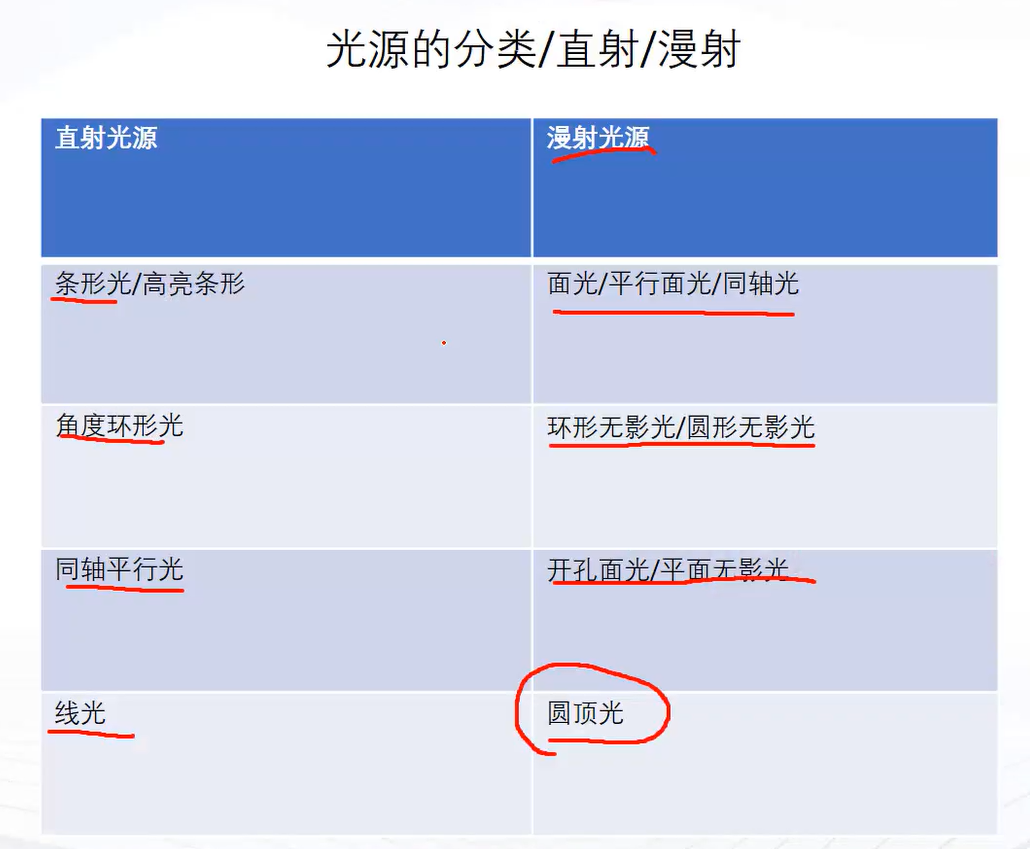 光源的分类/直射/漫射
直射光源
漫射光源
条形光/高亮条形
面光/平行面光/同轴光
角度环形光
环形无影光/圆形无影光
同轴平行光
开孔面光/平面无影光
线光
圆顶光